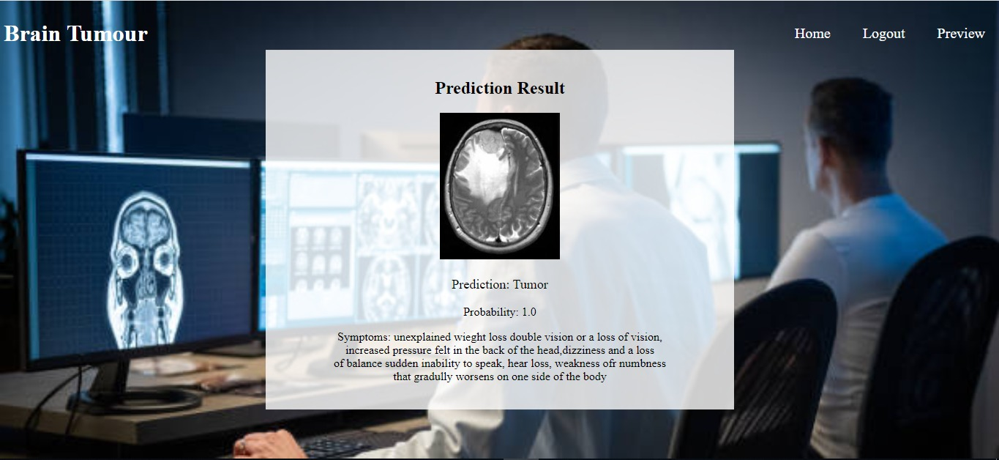 Brain Tumour
Home
Logout
Preview
Prediction Result
Prediction: Tumor
Probability: 1.0
Symptoms: unexplained wieght loss double vision or a loss of vision,
increased pressure felt in the back of the head,dizziness and a loss
of balance sudden inability to speak, hear loss, weakness ofr numbness
that gradully worsens on one side of the body